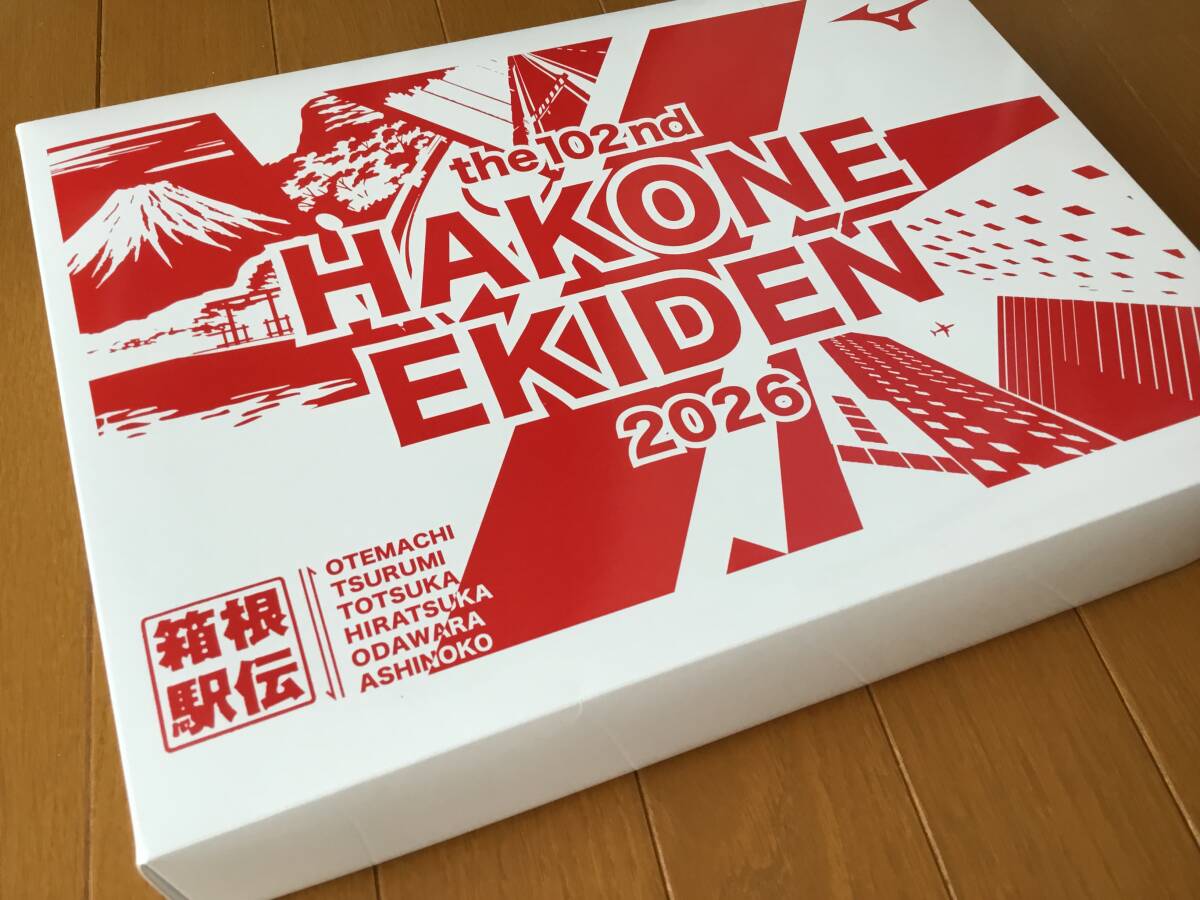 the 102nd
HAKONE
EKIDEN
2026
箱根
駅伝
OTEMACHI
TSURUMI
TOTSUKA
HIRATSUKA
ODAWARA
ASHINOKO